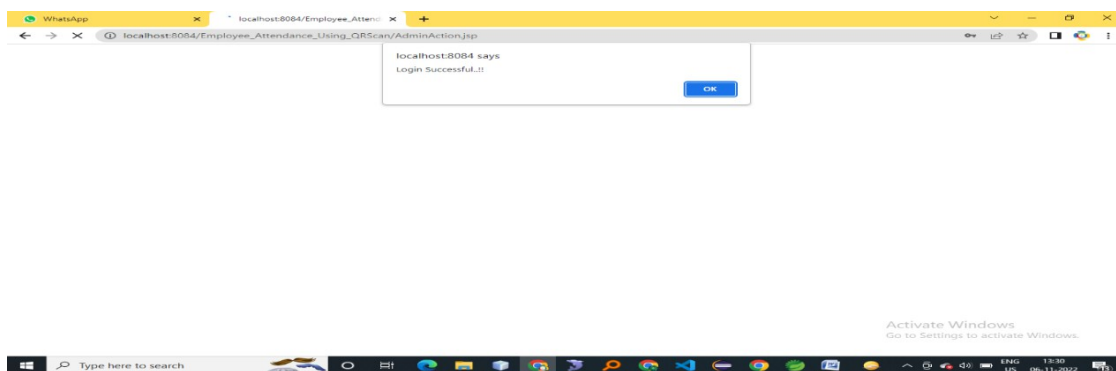 WhatsApp
localhost:8084/Employee_Attend
localhost:8084/Employee_Attendance_Using_QRScan/AdminAction.jsp
localhost:8084 says
Login Successful..!!
OK
Activate Windows
Go to Settings to activate Windows.
Type here to search
ENG
US
13:30
06-11-2022